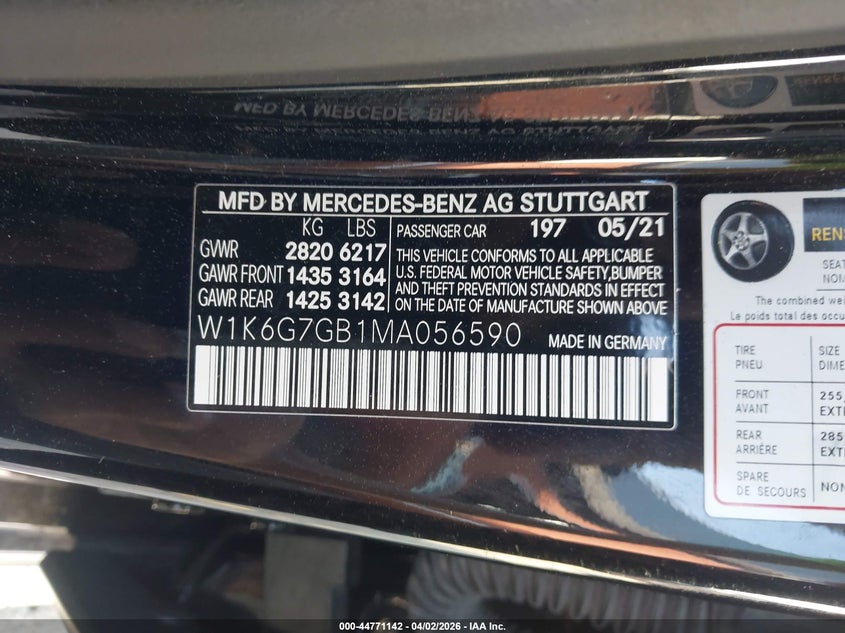 MFD BY MERCEDES-BENZ AG STUTTGART
KG LBS
PASSENGER CAR 197 05/21
GVWR 2820 6217
GAWR FRONT 1435 3164
GAWR REAR 1425 3142
THIS VEHICLE CONFORMS TO ALL APPLICABLE
U.S. FEDERAL MOTOR VEHICLE SAFETY,BUMPER
AND THEFT PREVENTION STANDARDS IN EFFECT
ON THE DATE OF MANUFACTURE SHOWN ABOVE
W1K6G7GB1MA056590 MADE IN GERMANY
The combined
Le poids total des
TIRE SIZE
PNEU
FRONT 255
AVANT
REAR 285
ARRIÈRE
SPARE
DE SECOURS
000-44771142 - 04/02/2026 - IAA Inc.